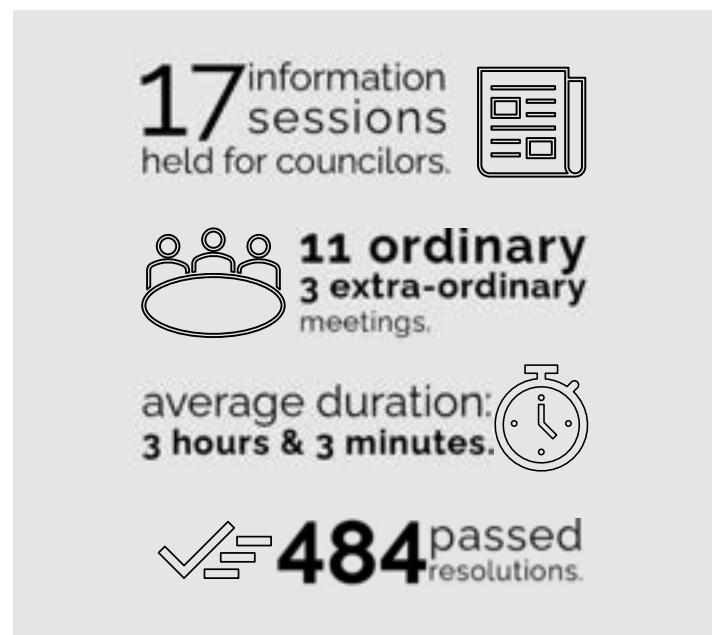 17 information
sessions
held for councilors.
11 ordinary
3 extra-ordinary
meetings.
average duration:
3 hours & 3 minutes.
484 passed
resolutions.